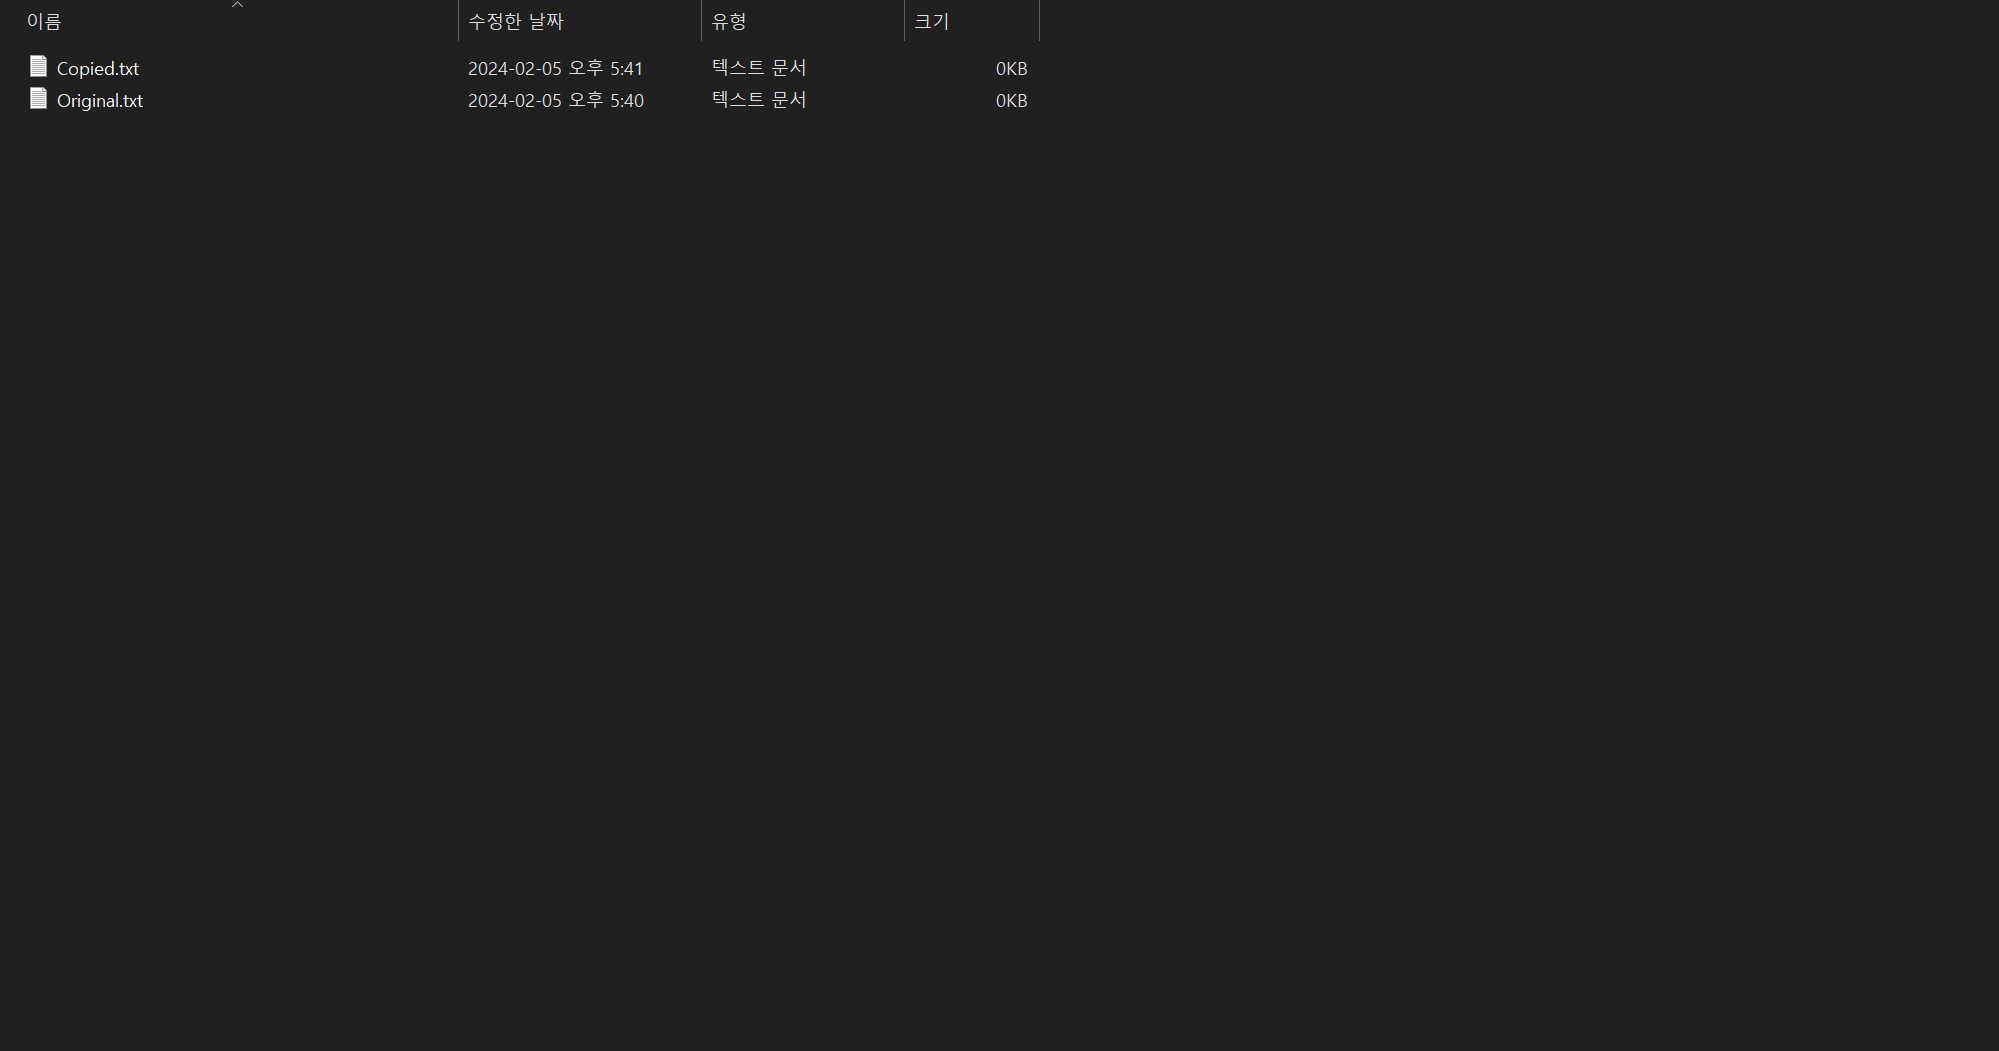 이름 수정한 날짜 유형 크기
Copied.txt 2024-02-05 오후 5:41 텍스트 문서 0KB
Original.txt 2024-02-05 오후 5:40 텍스트 문서 0KB